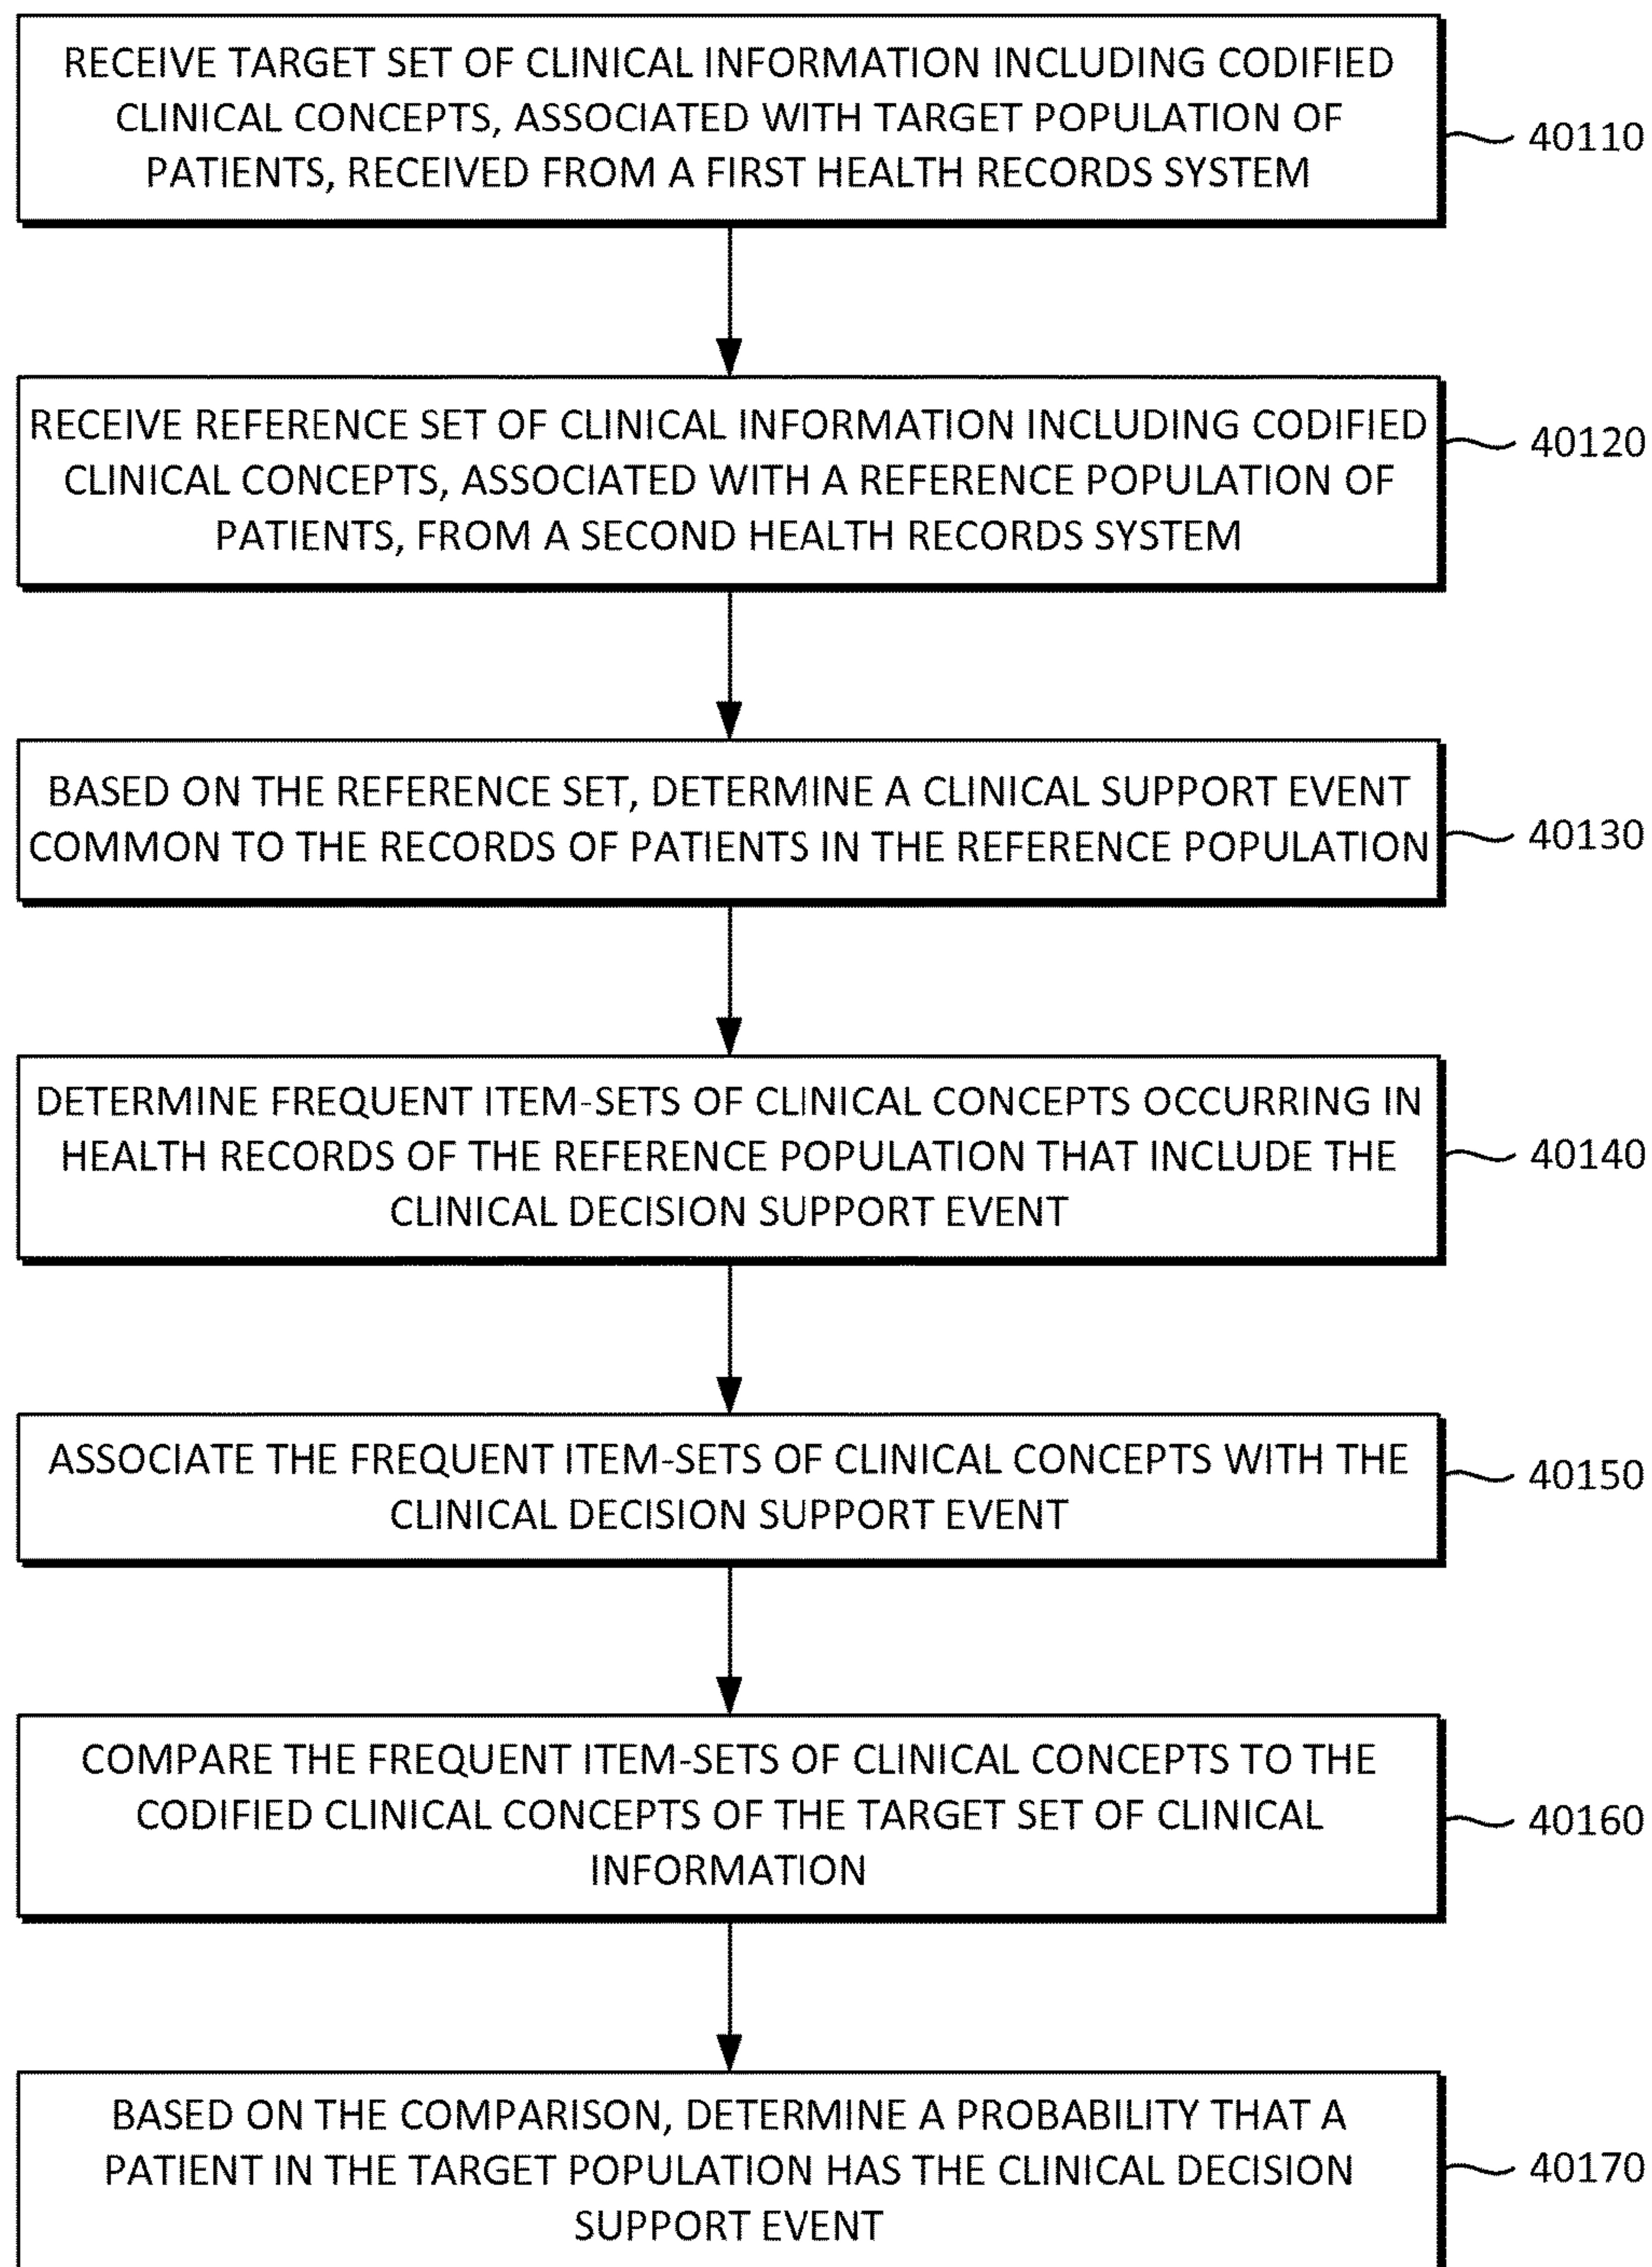 RECEIVE TARGET SET OF CLINICAL INFORMATION INCLUDING CODIFIED
CLINICAL CONCEPTS, ASSOCIATED WITH TARGET POPULATION OF
PATIENTS, RECEIVED FROM A FIRST HEALTH RECORDS SYSTEM
40110
RECEIVE REFERENCE SET OF CLINICAL INFORMATION INCLUDING CODIFIED
CLINICAL CONCEPTS, ASSOCIATED WITH A REFERENCE POPULATION OF
PATIENTS, FROM A SECOND HEALTH RECORDS SYSTEM
40120
BASED ON THE REFERENCE SET, DETERMINE A CLINICAL SUPPORT EVENT
COMMON TO THE RECORDS OF PATIENTS IN THE REFERENCE POPULATION
40130
DETERMINE FREQUENT ITEM-SETS OF CLINICAL CONCEPTS OCCURRING IN
HEALTH RECORDS OF THE REFERENCE POPULATION THAT INCLUDE THE
CLINICAL DECISION SUPPORT EVENT
40140
ASSOCIATE THE FREQUENT ITEM-SETS OF CLINICAL CONCEPTS WITH THE
CLINICAL DECISION SUPPORT EVENT
40150
COMPARE THE FREQUENT ITEM-SETS OF CLINICAL CONCEPTS TO THE
CODIFIED CLINICAL CONCEPTS OF THE TARGET SET OF CLINICAL
INFORMATION
40160
BASED ON THE COMPARISON, DETERMINE A PROBABILITY THAT A
PATIENT IN THE TARGET POPULATION HAS THE CLINICAL DECISION
SUPPORT EVENT
40170